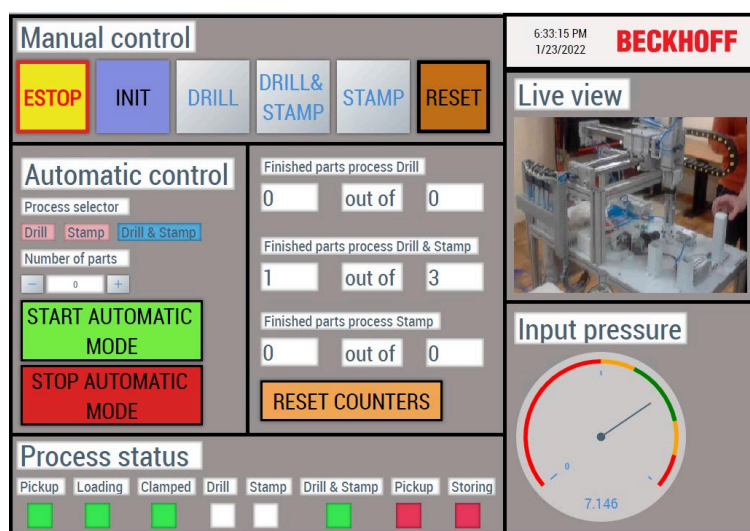 Manual control
ESTOP
INIT
DRILL
DRILL&
STAMP
STAMP
RESET
6:33:15 PM
1/23/2022
BECKHOFF
Live view
Automatic control
Process selector
Drill
Stamp
Drill & Stamp
Number of parts
−
0
+
START AUTOMATIC
MODE
STOP AUTOMATIC
MODE
Finished parts process Drill
0 out of 0
Finished parts process Drill & Stamp
1 out of 3
Finished parts process Stamp
0 out of 0
RESET COUNTERS
Input pressure
0
7.146
Process status
Pickup
Loading
Clamped
Drill
Stamp
Drill & Stamp
Pickup
Storing